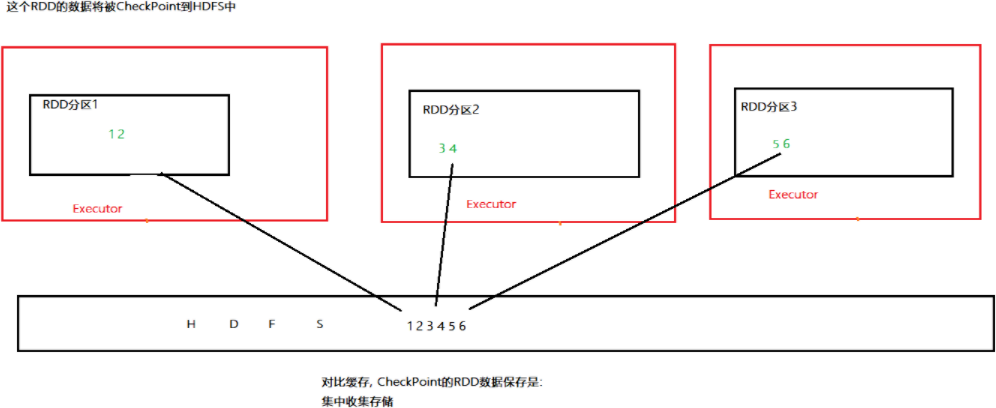 这个RDD的数据将被CheckPoint到HDFS中
RDD分区1
1 2
Executor
RDD分区2
3 4
Executor
RDD分区3
5 6
Executor
H D F S
1 2 3 4 5 6
对比缓存, CheckPoint的RDD数据保存是:
集中收集存储